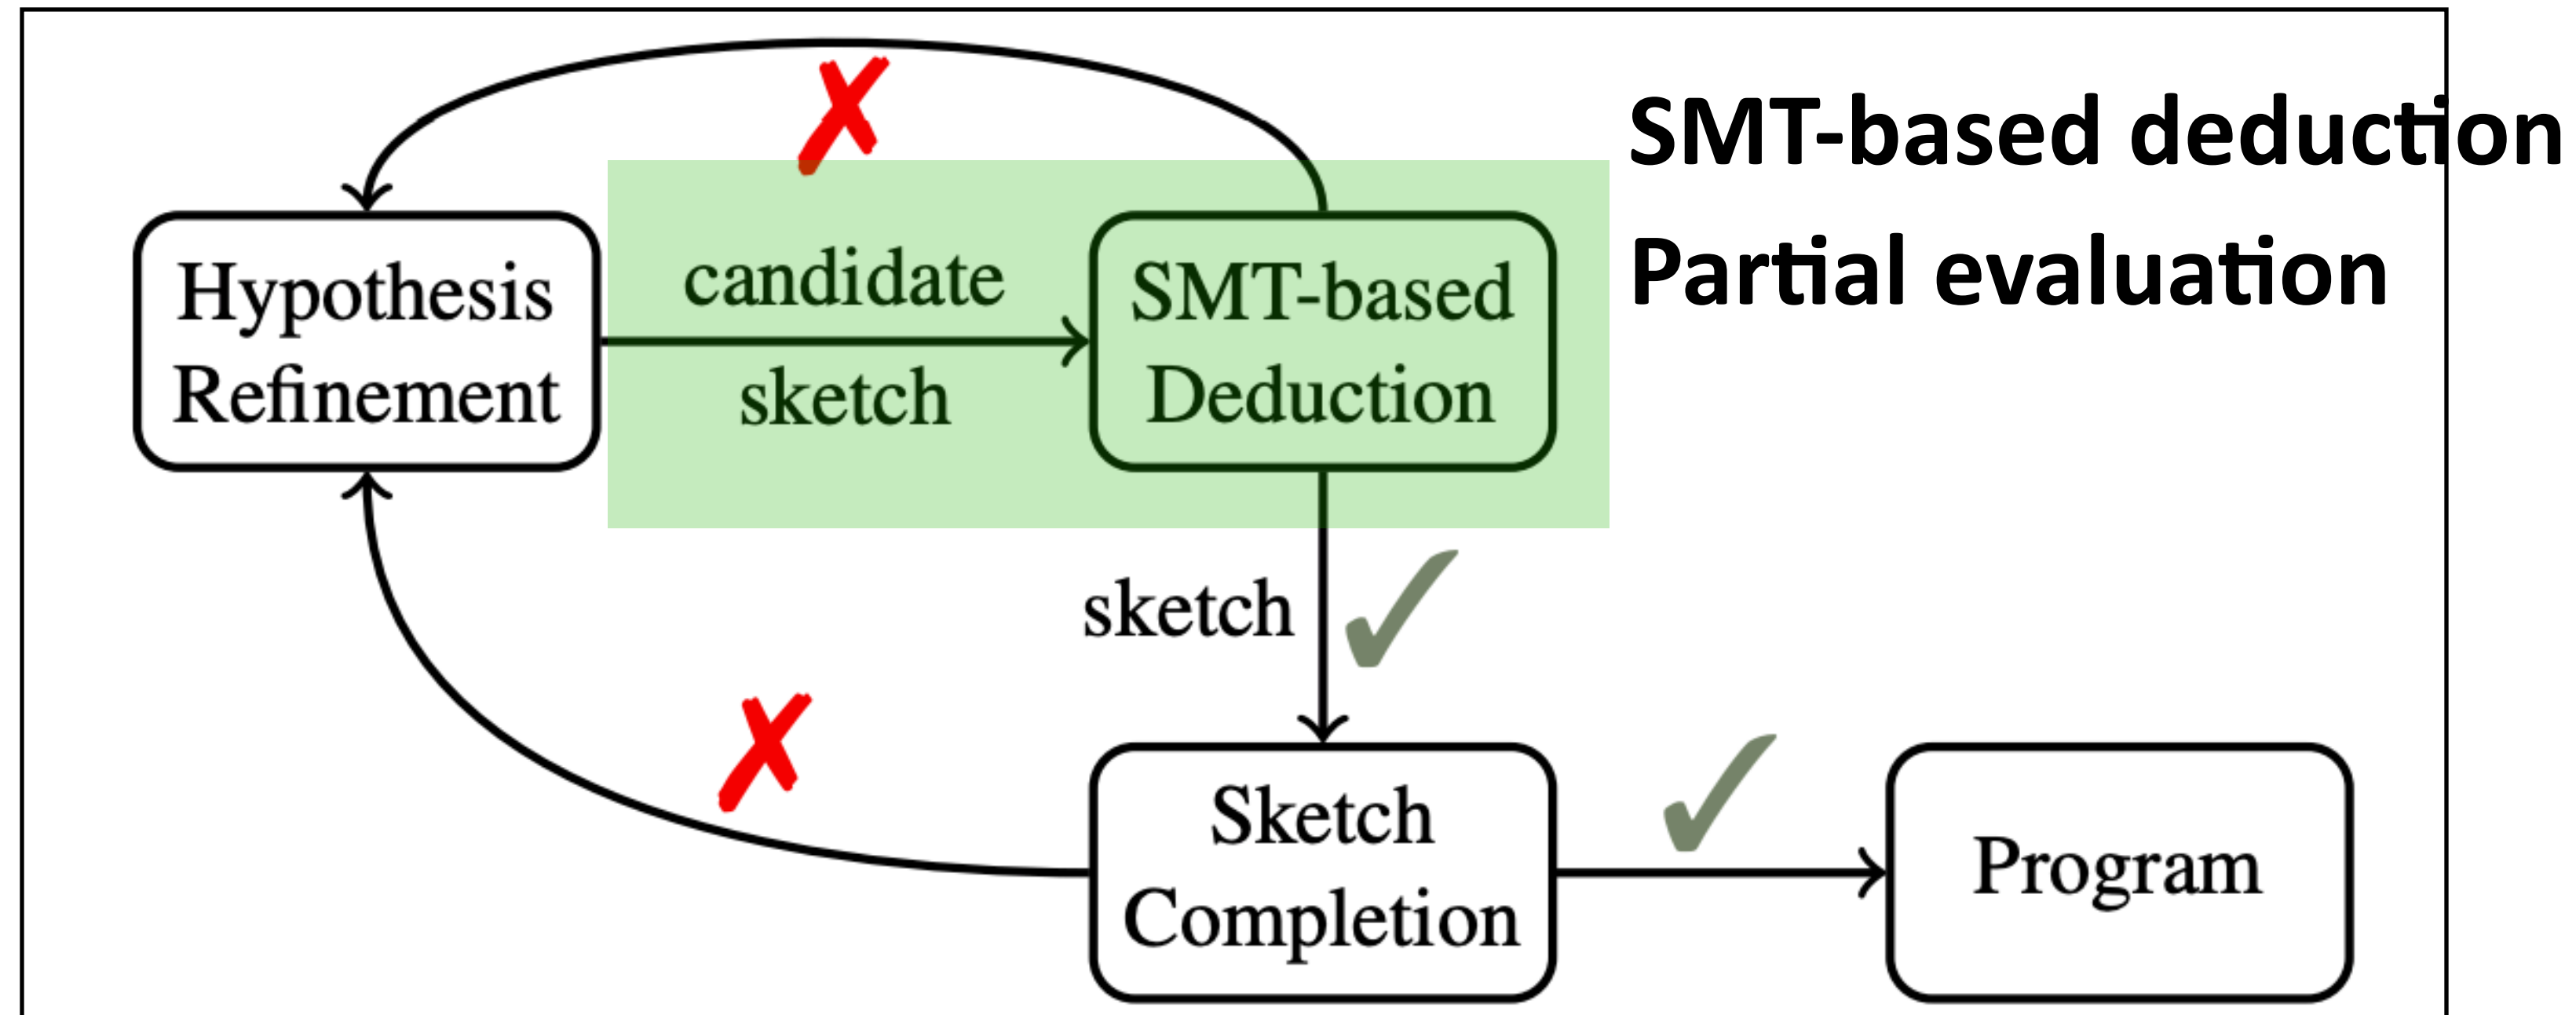 SMT-based deduction
Partial evaluation
Hypothesis
Refinement
candidate
sketch
SMT-based
Deduction
sketch
Sketch
Completion
Program